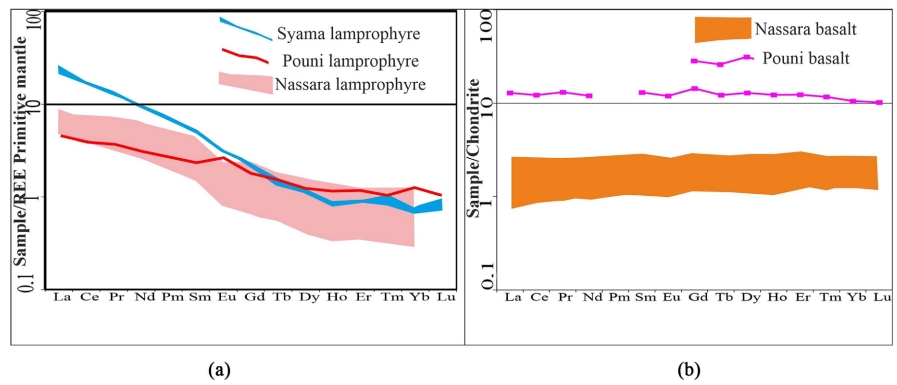 100
Syama lamprophyre
Pouni lamprophyre
Nassara lamprophyre
10
1
0.1
Sample/REE Primitive mantle
La Ce Pr Nd Pm Sm Eu Gd Tb Dy Ho Er Tm Yb Lu
(a)
100
Nassara basalt
Pouni basalt
10
1
0.1
Sample/Chondrite
La Ce Pr Nd Pm Sm Eu Gd Tb Dy Ho Er Tm Yb Lu
(b)